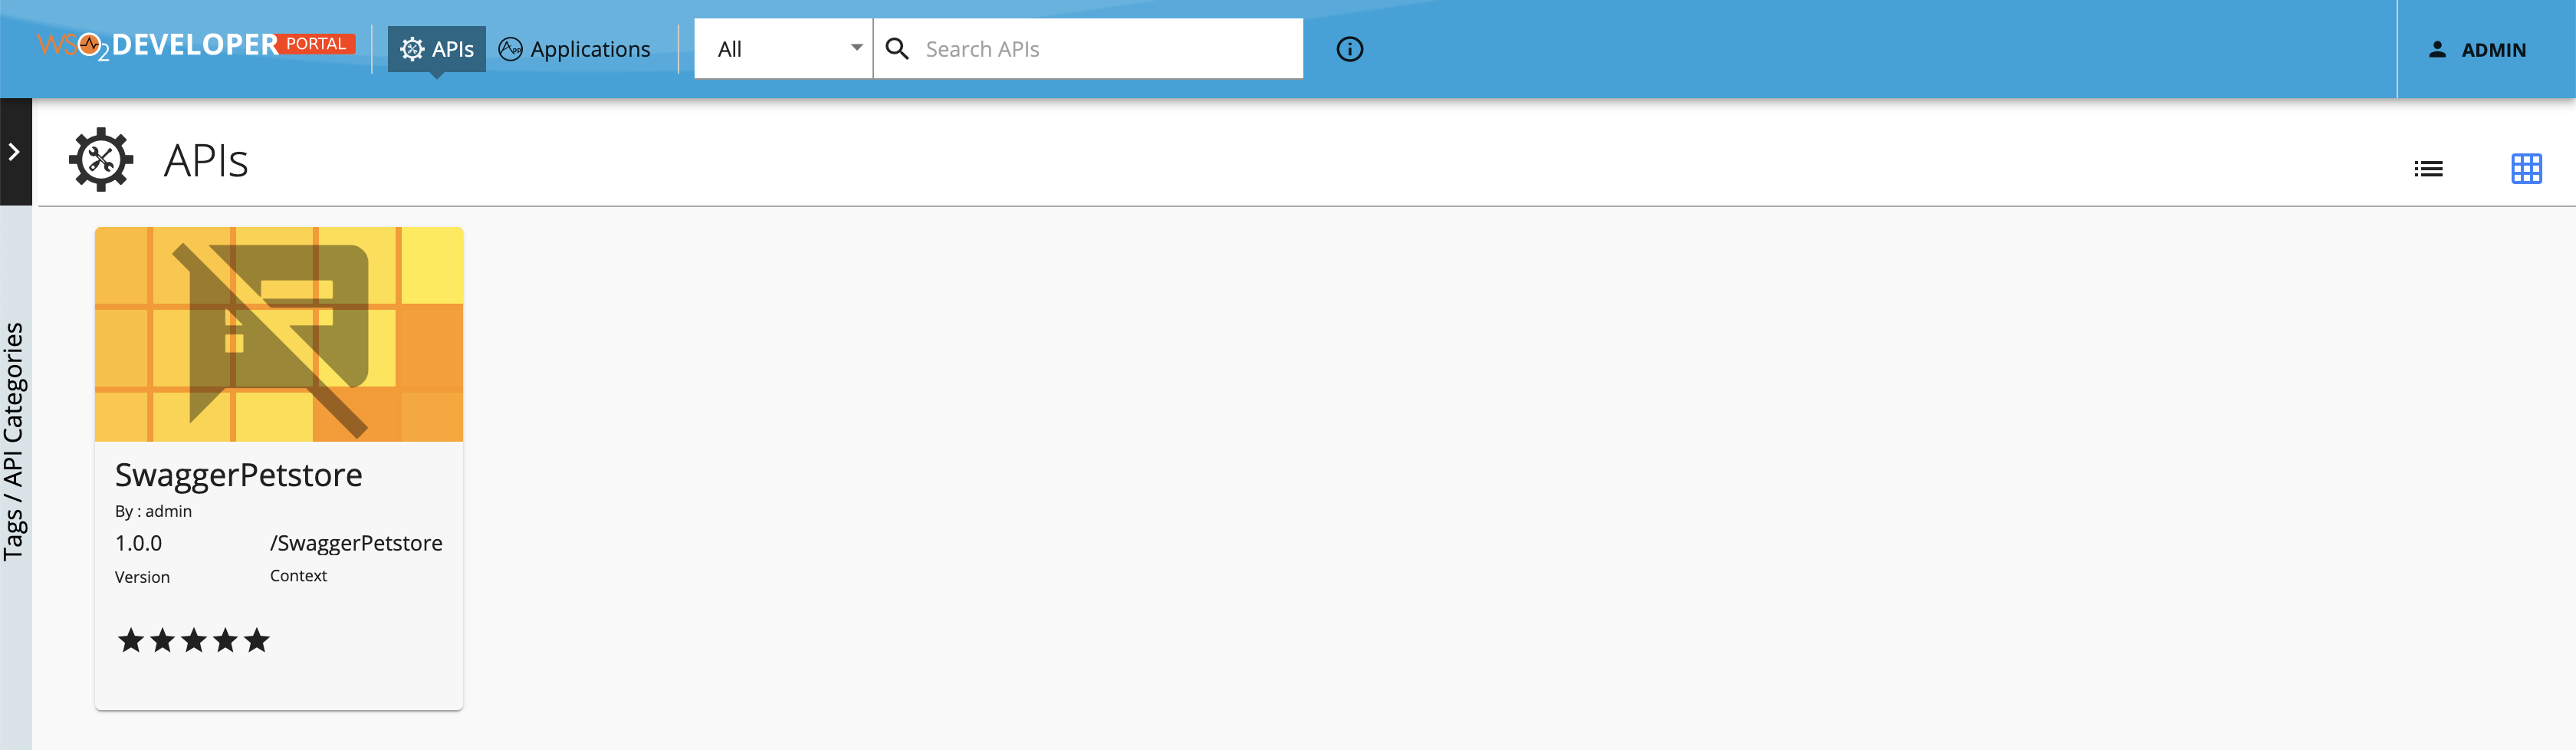 WSO2 DEVELOPER PORTAL
APIs
Applications
All
Search APIs
ADMIN
APIs
Tags / API Categories
SwaggerPetstore
By : admin
1.0.0
/SwaggerPetstore
Version
Context